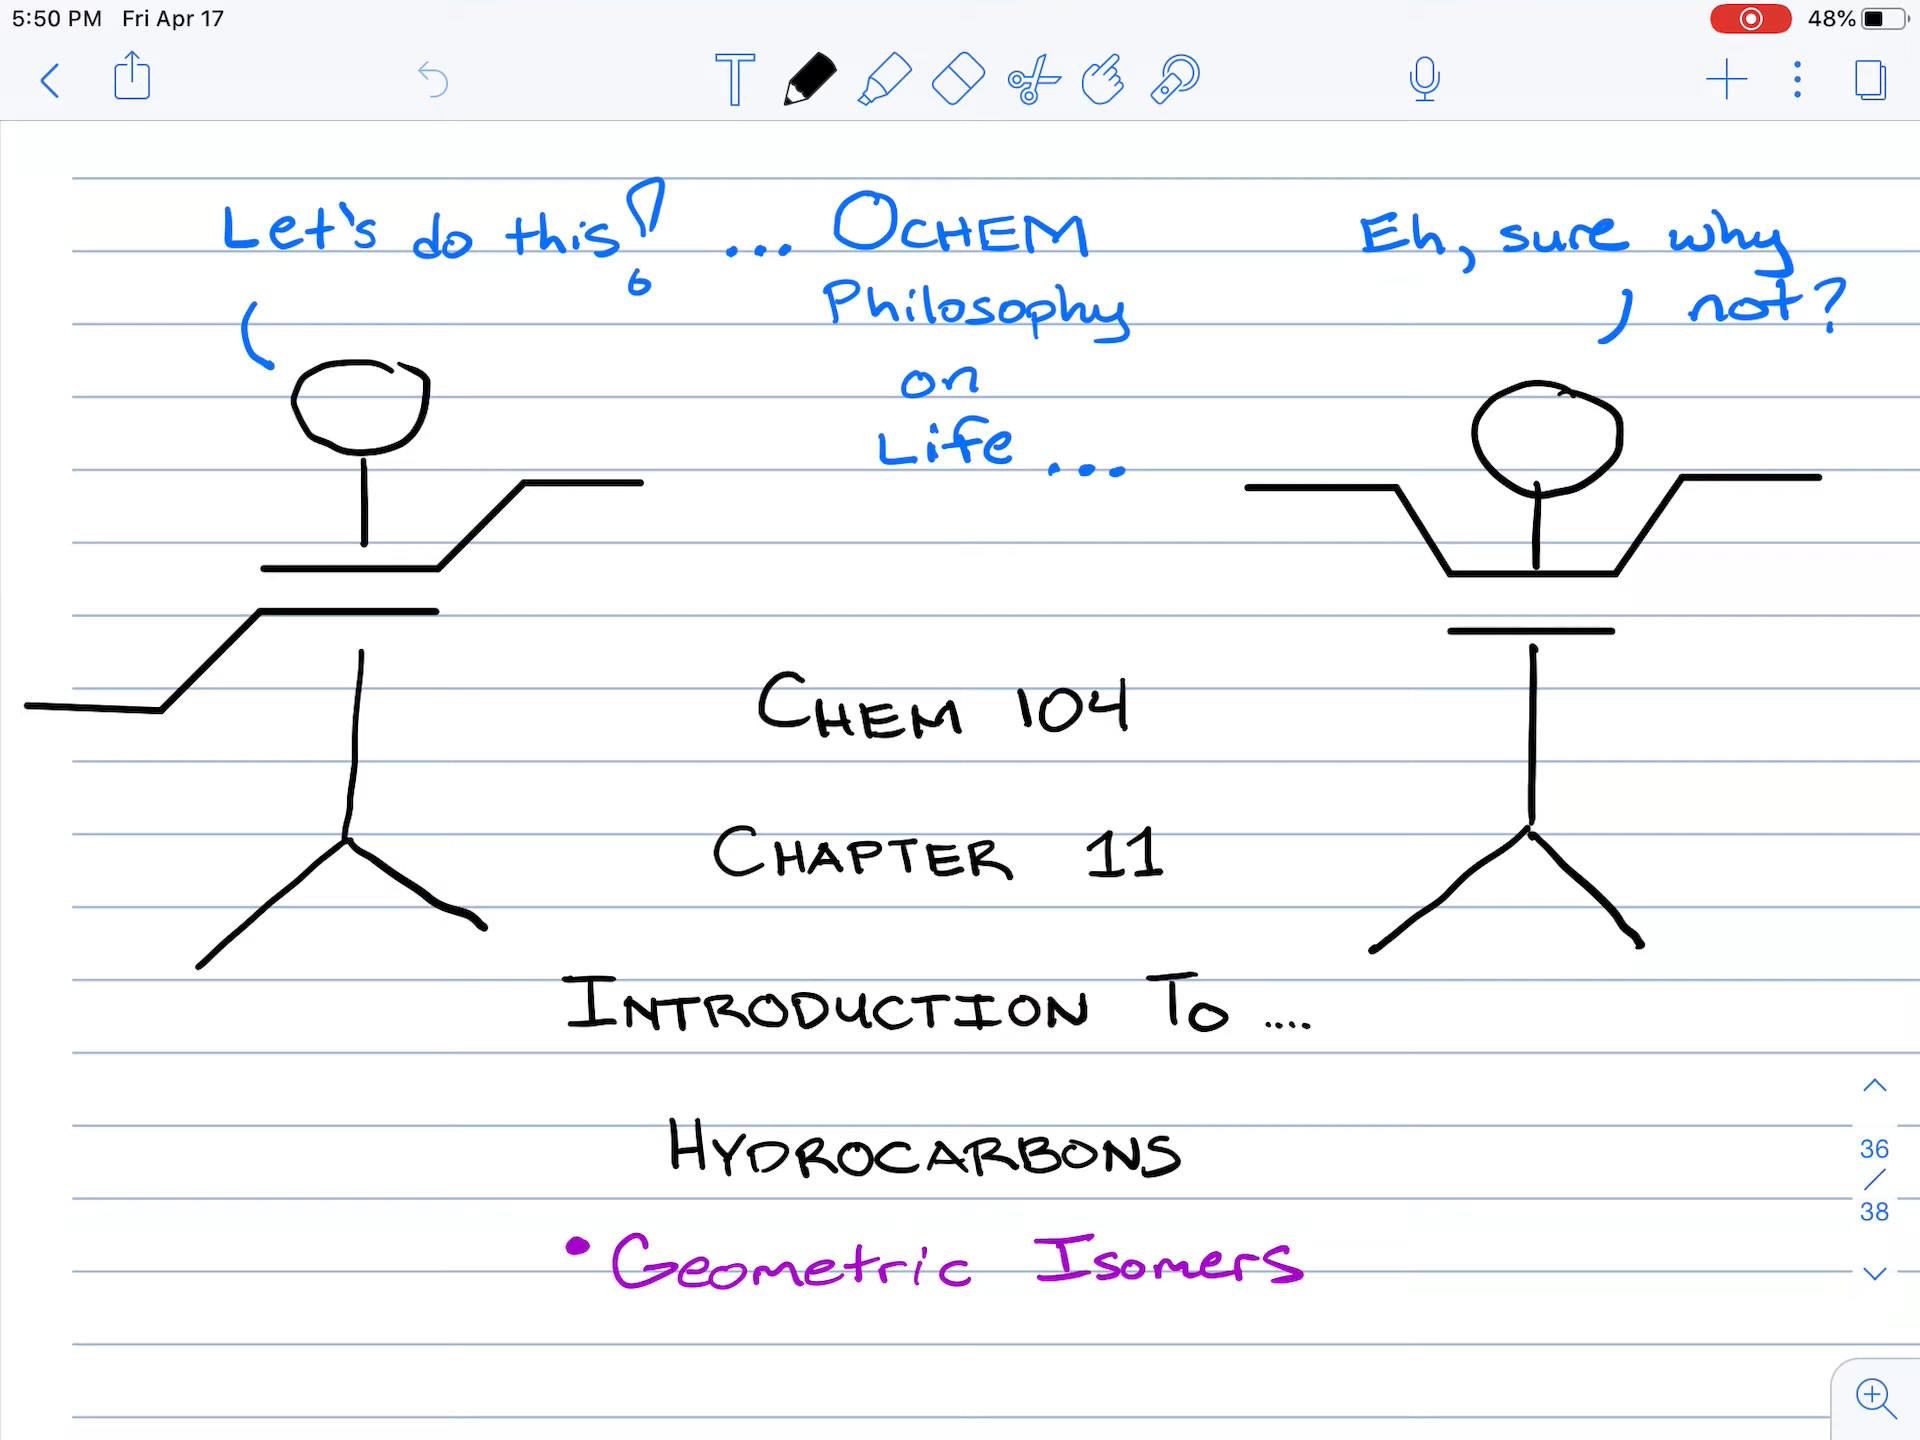 5:50 PM Fri Apr 17
48%
T
Let's do this! ... OCHEM
Philosophy
on
Life ...
Eh, sure why
not?
CHEM 104
CHAPTER 11
INTRODUCTION TO ....
HYDROCARBONS
• Geometric Isomers
36
/
38